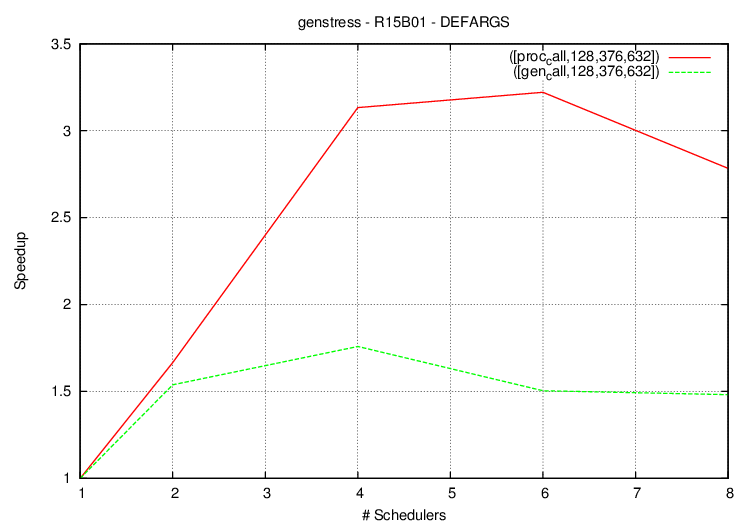 genstress - R15B01 - DEFARGS
([proc_call,128,376,632])
([gen_call,128,376,632])
3.5
3
2.5
2
1.5
1
Speedup
1 2 3 4 5 6 7 8
# Schedulers